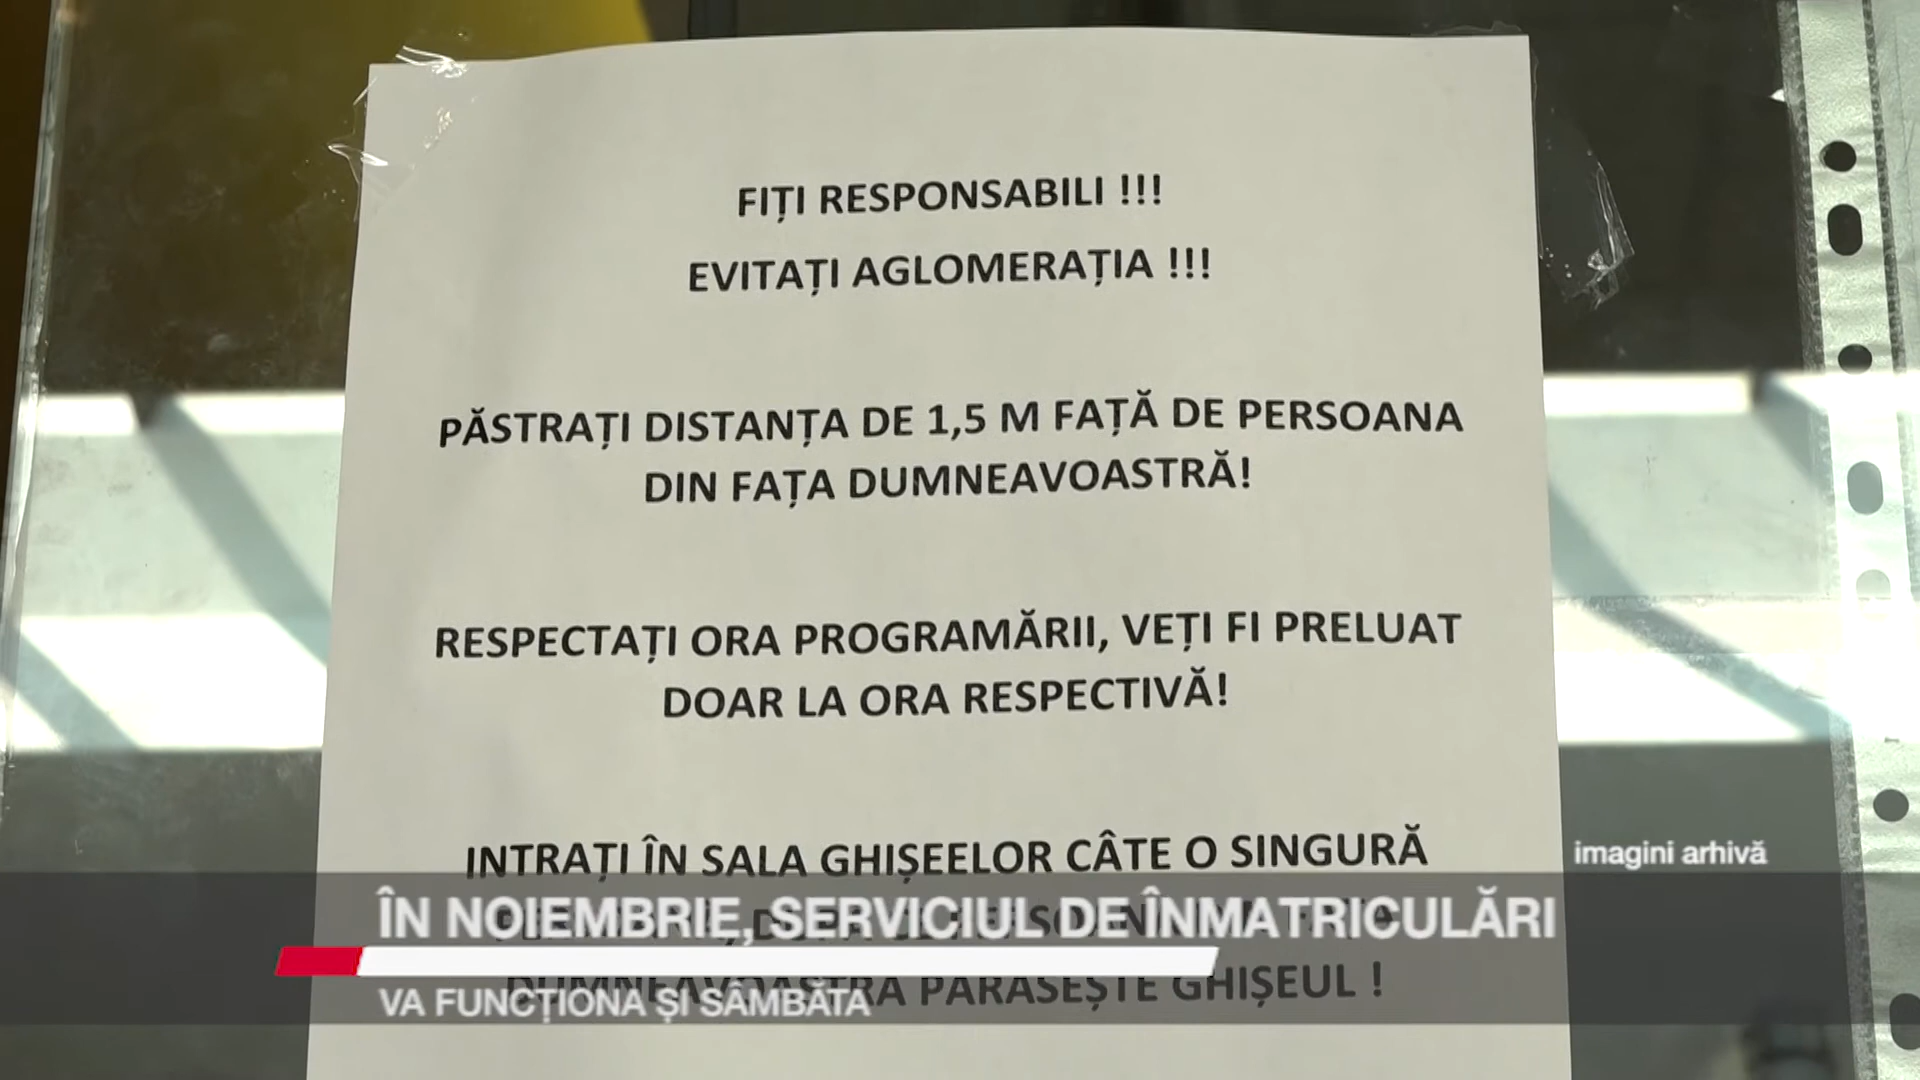 FIȚI RESPONSABILI !!!
EVITAȚI AGLOMERAȚIA !!!
PĂSTRAȚI DISTANȚA DE 1,5 M FAȚĂ DE PERSOANA
DIN FAȚA DUMNEAVOASTRĂ!
RESPECTAȚI ORA PROGRAMĂRII, VEȚI FI PRELUAT
DOAR LA ORA RESPECTIVĂ!
INTRAȚI ÎN SALA GHIȘEELOR CÂTE O SINGURĂ
DUMNEAVOASTRĂ PĂRĂSEȘTE GHIȘEUL !
imagini arhivă
ÎN NOIEMBRIE, SERVICIUL DE ÎNMATRICULĂRI
VA FUNCȚIONA ȘI SÂMBĂTA